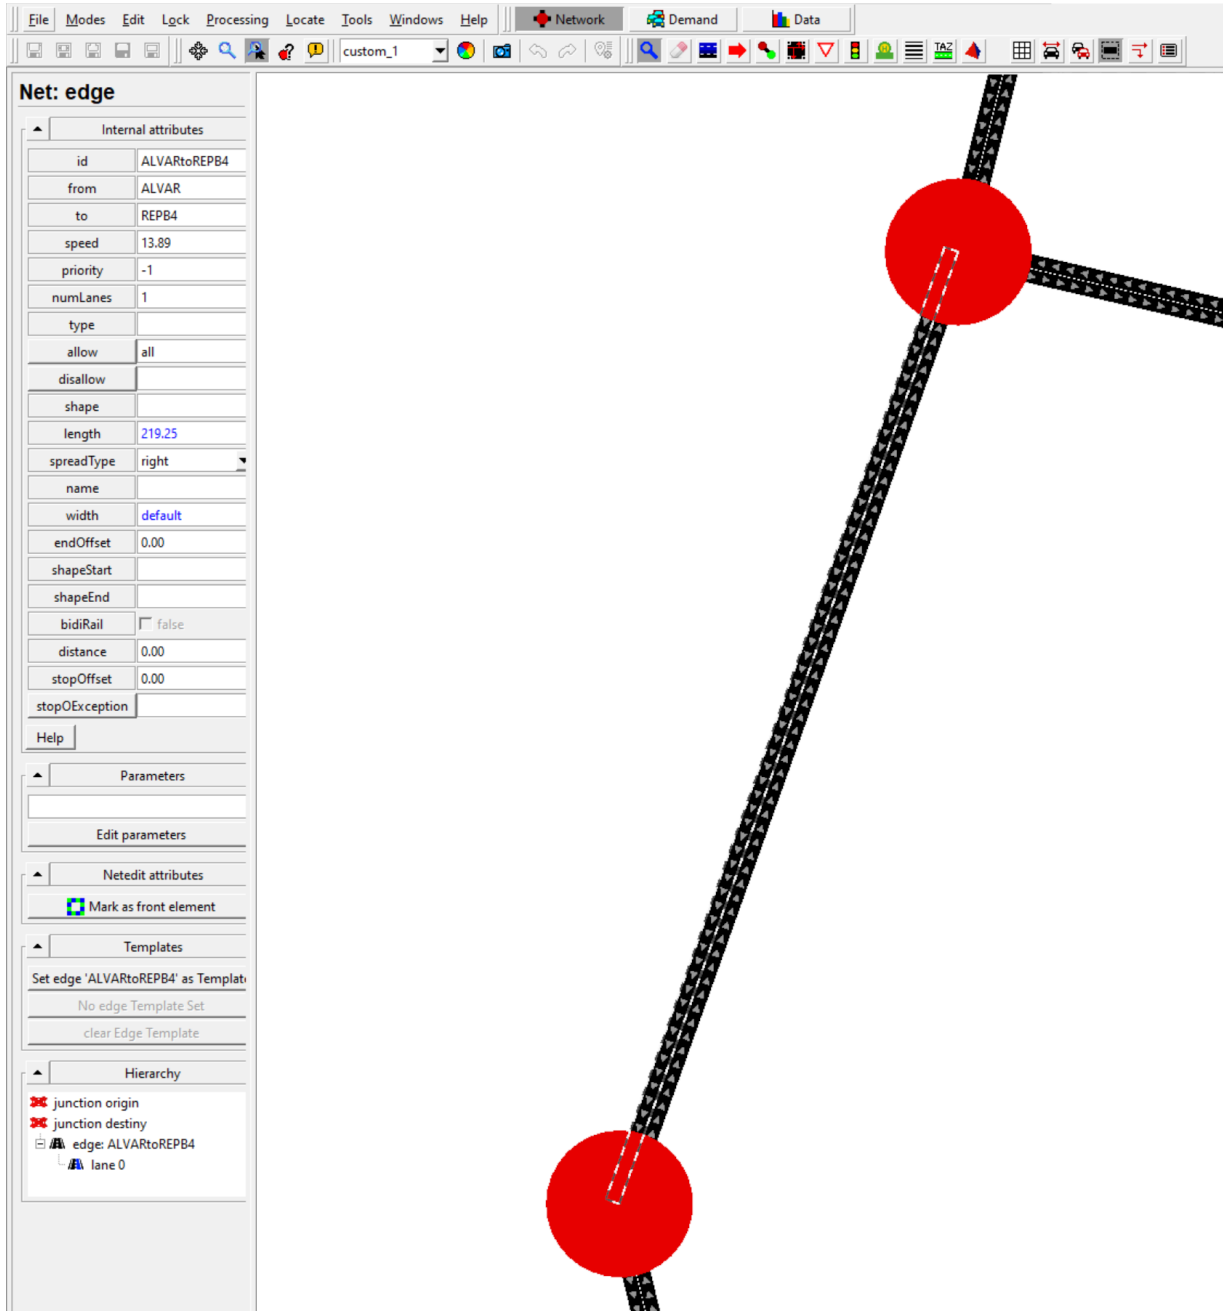 File Modes Edit Lock Processing Locate Tools Windows Help Network Demand Data
custom_1 TAZ
Net: edge
Internal attributes
id ALVARtoREPB4
from ALVAR
to REPB4
speed 13.89
priority -1
numLanes 1
type
allow all
disallow
shape
length 219.25
spreadType right
name
width default
endOffset 0.00
shapeStart
shapeEnd
bidiRail false
distance 0.00
stopOffset 0.00
stopOException
Help
Parameters
Edit parameters
Netedit attributes
Mark as front element
Templates
Set edge 'ALVARtoREPB4' as Templat
No edge Template Set
clear Edge Template
Hierarchy
junction origin
junction destiny
edge: ALVARtoREPB4
lane 0